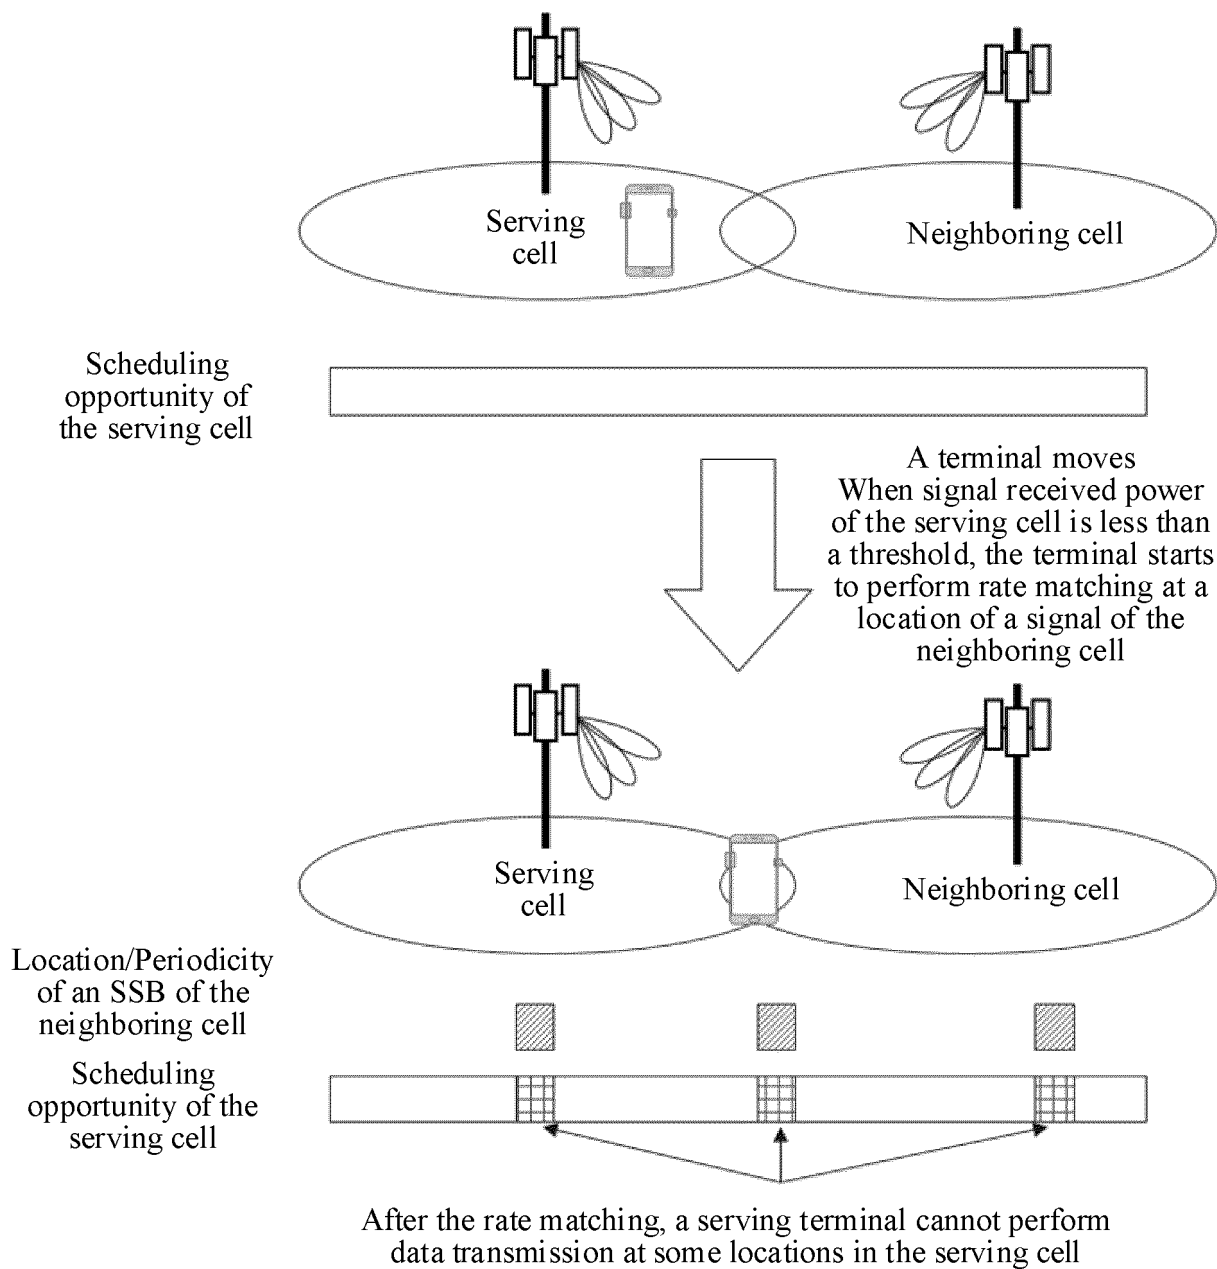 Serving
cell
Neighboring cell
Scheduling
opportunity of
the serving cell
A terminal moves
When signal received power
of the serving cell is less than
a threshold, the terminal starts
to perform rate matching at a
location of a signal of the
neighboring cell
Serving
cell
Neighboring cell
Location/Periodicity
of an SSB of the
neighboring cell
Scheduling
opportunity of the
serving cell
After the rate matching, a serving terminal cannot perform
data transmission at some locations in the serving cell